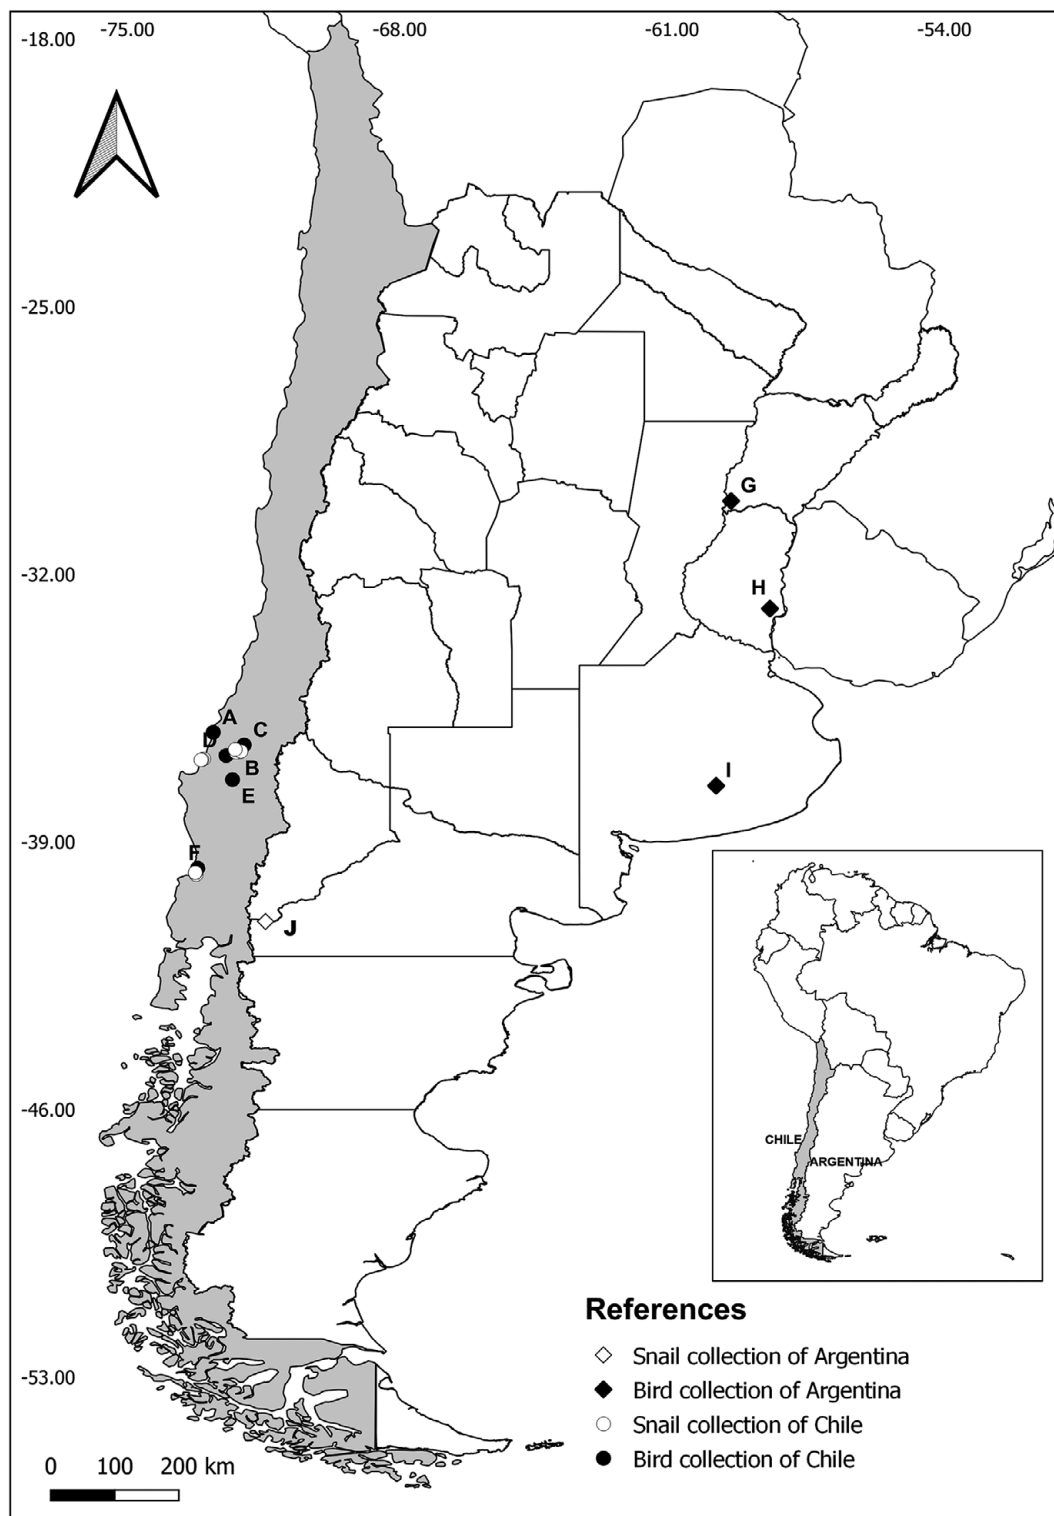 -75.00 -68.00 -61.00 -54.00
-18.00
-25.00
-32.00
-39.00
-46.00
-53.00
G
H
A
C
D
B
I
E
F
J
CHILE
ARGENTINA
References
Snail collection of Argentina
Bird collection of Argentina
Snail collection of Chile
Bird collection of Chile
0 100 200 km